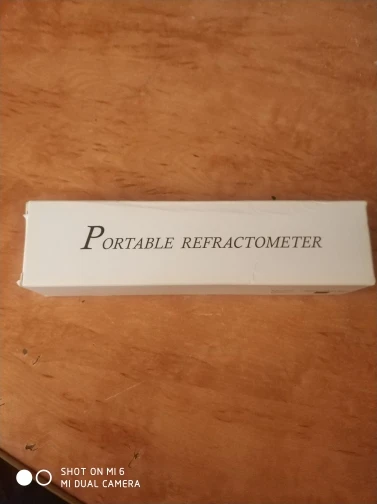 PORTABLE REFRACTOMETER
SHOT ON MI 6
MI DUAL CAMERA